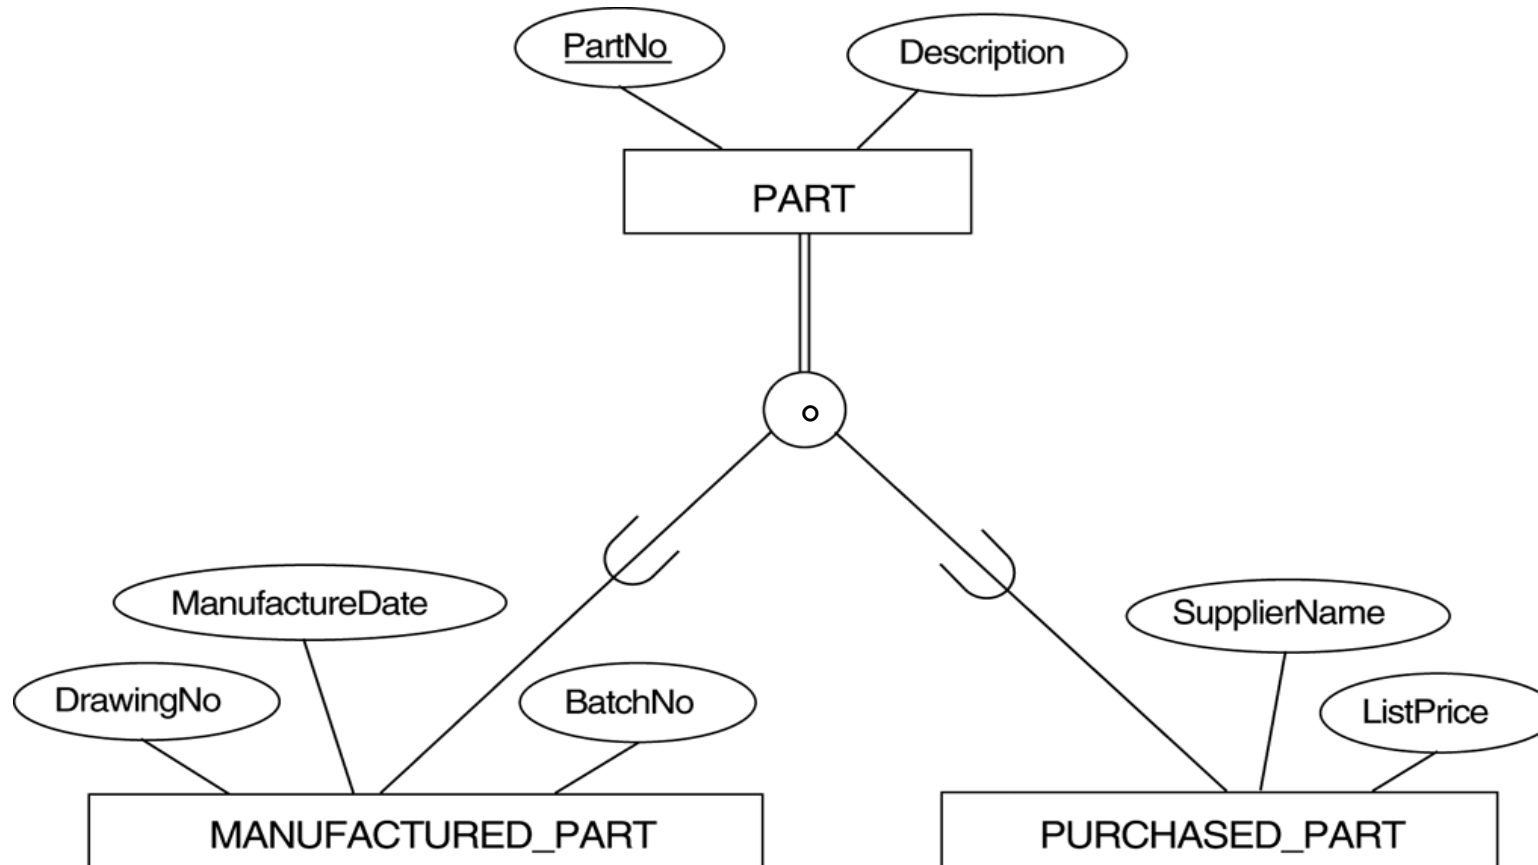 PartNo
Description
PART
o
ManufactureDate
SupplierName
DrawingNo
BatchNo
ListPrice
MANUFACTURED_PART
PURCHASED_PART